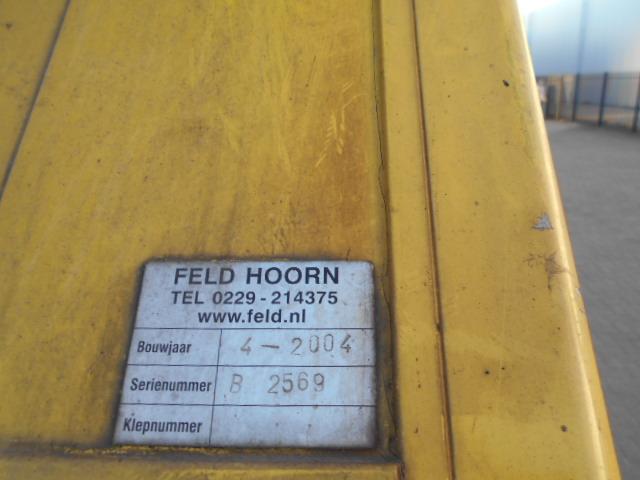 FELD HOORN
TEL 0229 - 214375
www.feld.nl
Bouwjaar 4-2004
Serienummer B 2569
Klepnummer